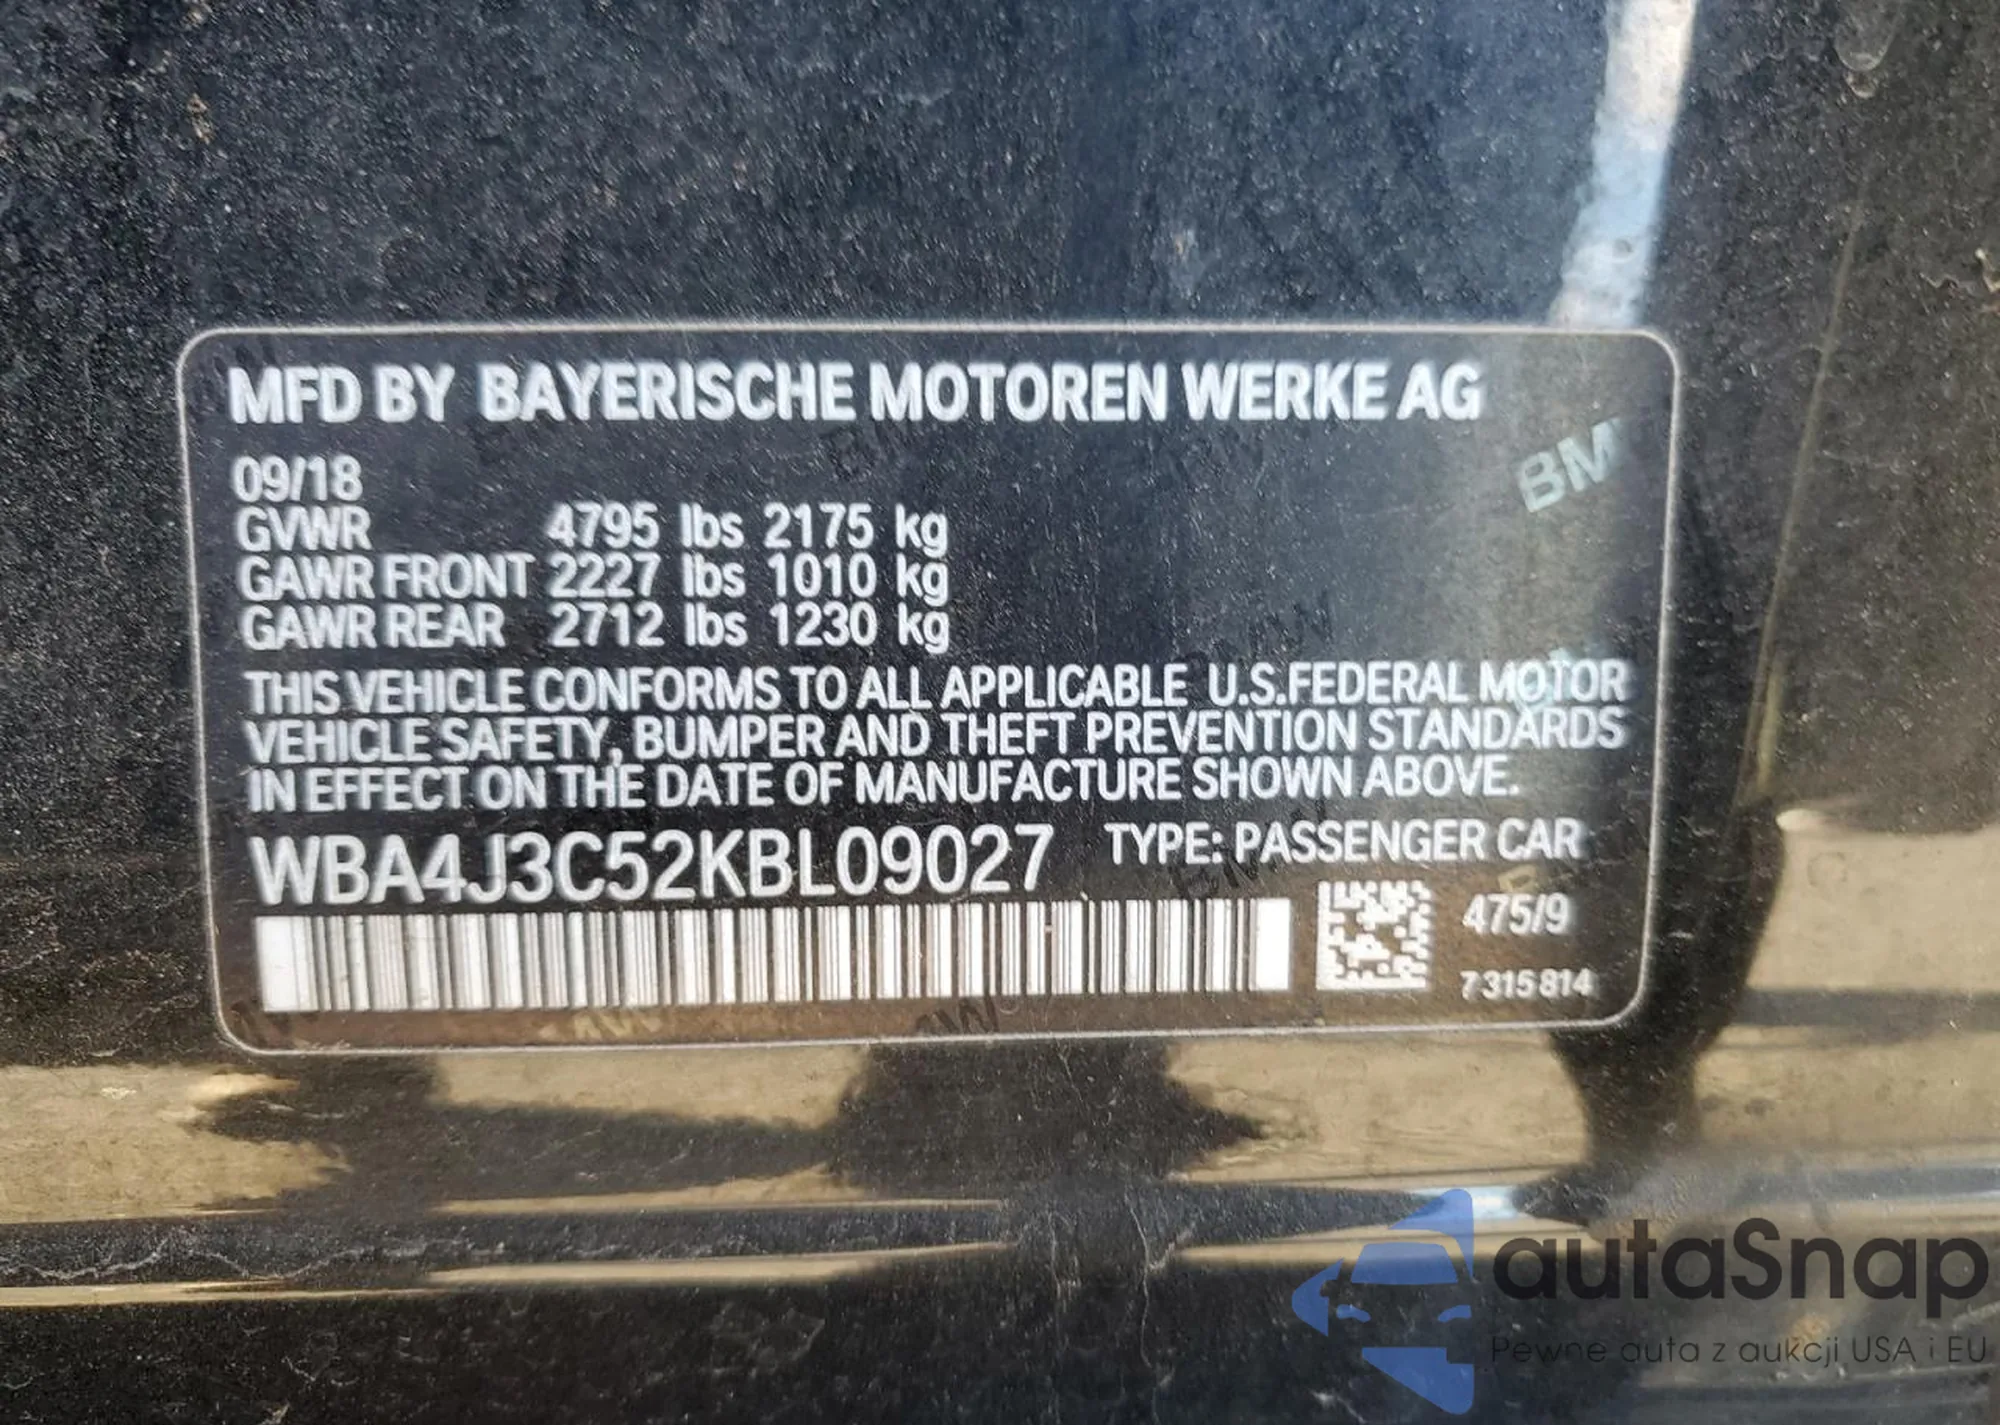 MFD BY BAYERISCHE MOTOREN WERKE AG
09/18
GVWR 4795 lbs 2175 kg
GAWR FRONT 2227 lbs 1010 kg
GAWR REAR 2712 lbs 1230 kg
THIS VEHICLE CONFORMS TO ALL APPLICABLE U.S.FEDERAL MOTOR
VEHICLE SAFETY, BUMPER AND THEFT PREVENTION STANDARDS
IN EFFECT ON THE DATE OF MANUFACTURE SHOWN ABOVE.
WBA4J3C52KBL09027 TYPE: PASSENGER CAR
475/9
7315814
autaSnap
Pewne auta z aukcji USA i EU